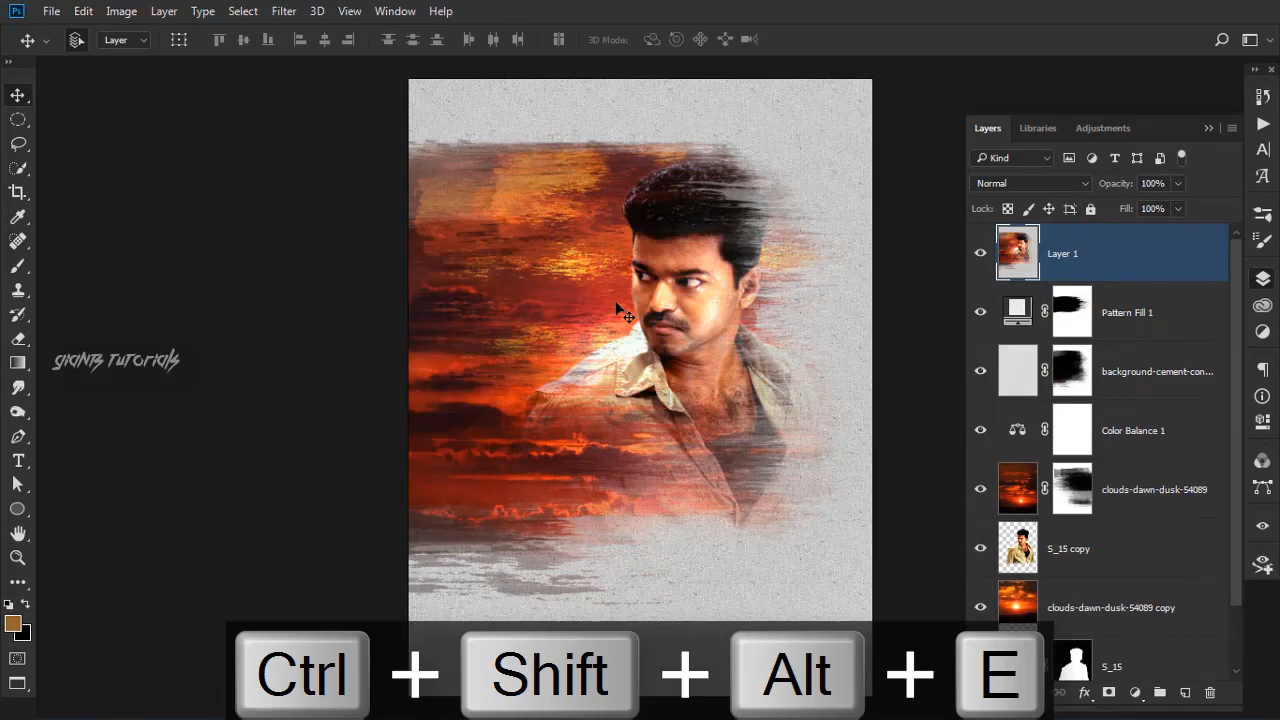 Ps File Edit Image Layer Type Select Filter 3D View Window Help
Layer 3D Mode:
Layers Libraries Adjustments
Kind
Normal Opacity: 100%
Lock: Fill: 100%
Layer 1
Pattern Fill 1
GIANTS TUTORIALS
background-cement-con...
Color Balance 1
clouds-dawn-dusk-54089
S_15 copy
clouds-dawn-dusk-54089 copy
S_15
Ctrl + Shift + Alt + E